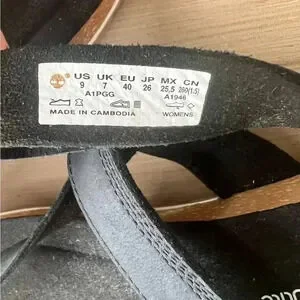 US UK EU JP MX CN
9 7 40 26 25,5 260(1.5)
A1PGG A1946
MADE IN CAMBODIA WOMENS